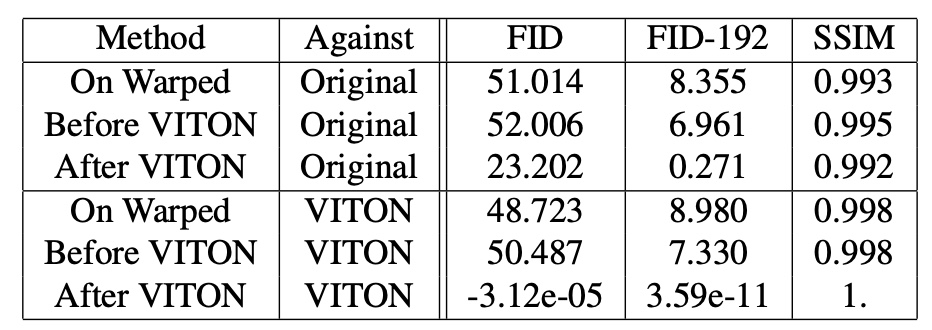 Method Against FID FID-192 SSIM
On Warped Original 51.014 8.355 0.993
Before VITON Original 52.006 6.961 0.995
After VITON Original 23.202 0.271 0.992
On Warped VITON 48.723 8.980 0.998
Before VITON VITON 50.487 7.330 0.998
After VITON VITON -3.12e-05 3.59e-11 1.